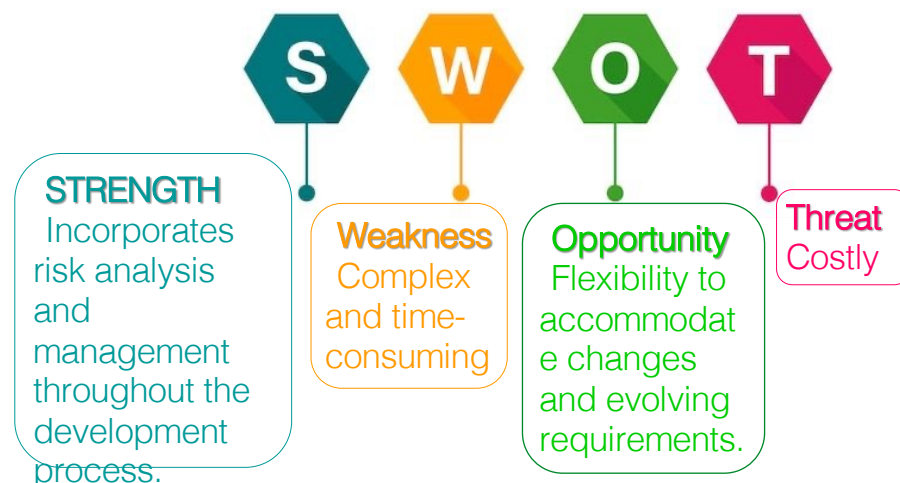 S W O T
STRENGTH
Incorporates
risk analysis
and
management
throughout the
development
process.
Weakness
Complex
and time-
consuming
Opportunity
Flexibility to
accommodat
e changes
and evolving
requirements.
Threat
Costly